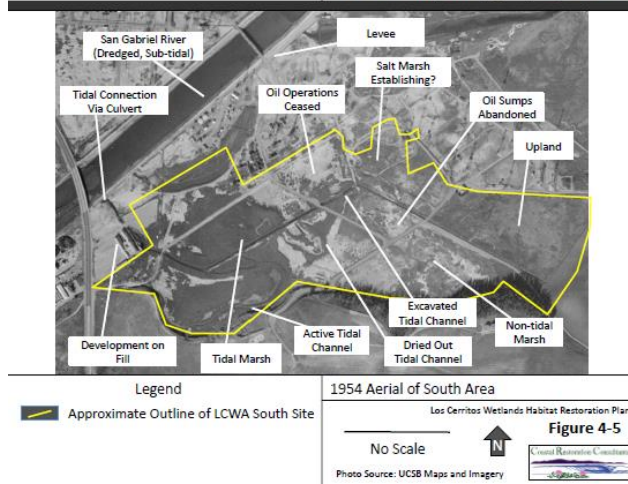 San Gabriel River
(Dredged, Sub-tidal)
Levee
Tidal Connection
Via Culvert
Oil Operations
Ceased
Salt Marsh
Establishing?
Oil Sumps
Abandoned
Upland
Development on
Fill
Tidal Marsh
Active Tidal
Channel
Dried Out
Tidal Channel
Excavated
Tidal Channel
Non-tidal
Marsh
Legend
Approximate Outline of LCWA South Site
1954 Aerial of South Area
Los Cerritos Wetlands Habitat Restoration Plan
Figure 4-5
No Scale
N
Photo Source: UCSB Maps and Imagery
Coastal Restoration Consultants